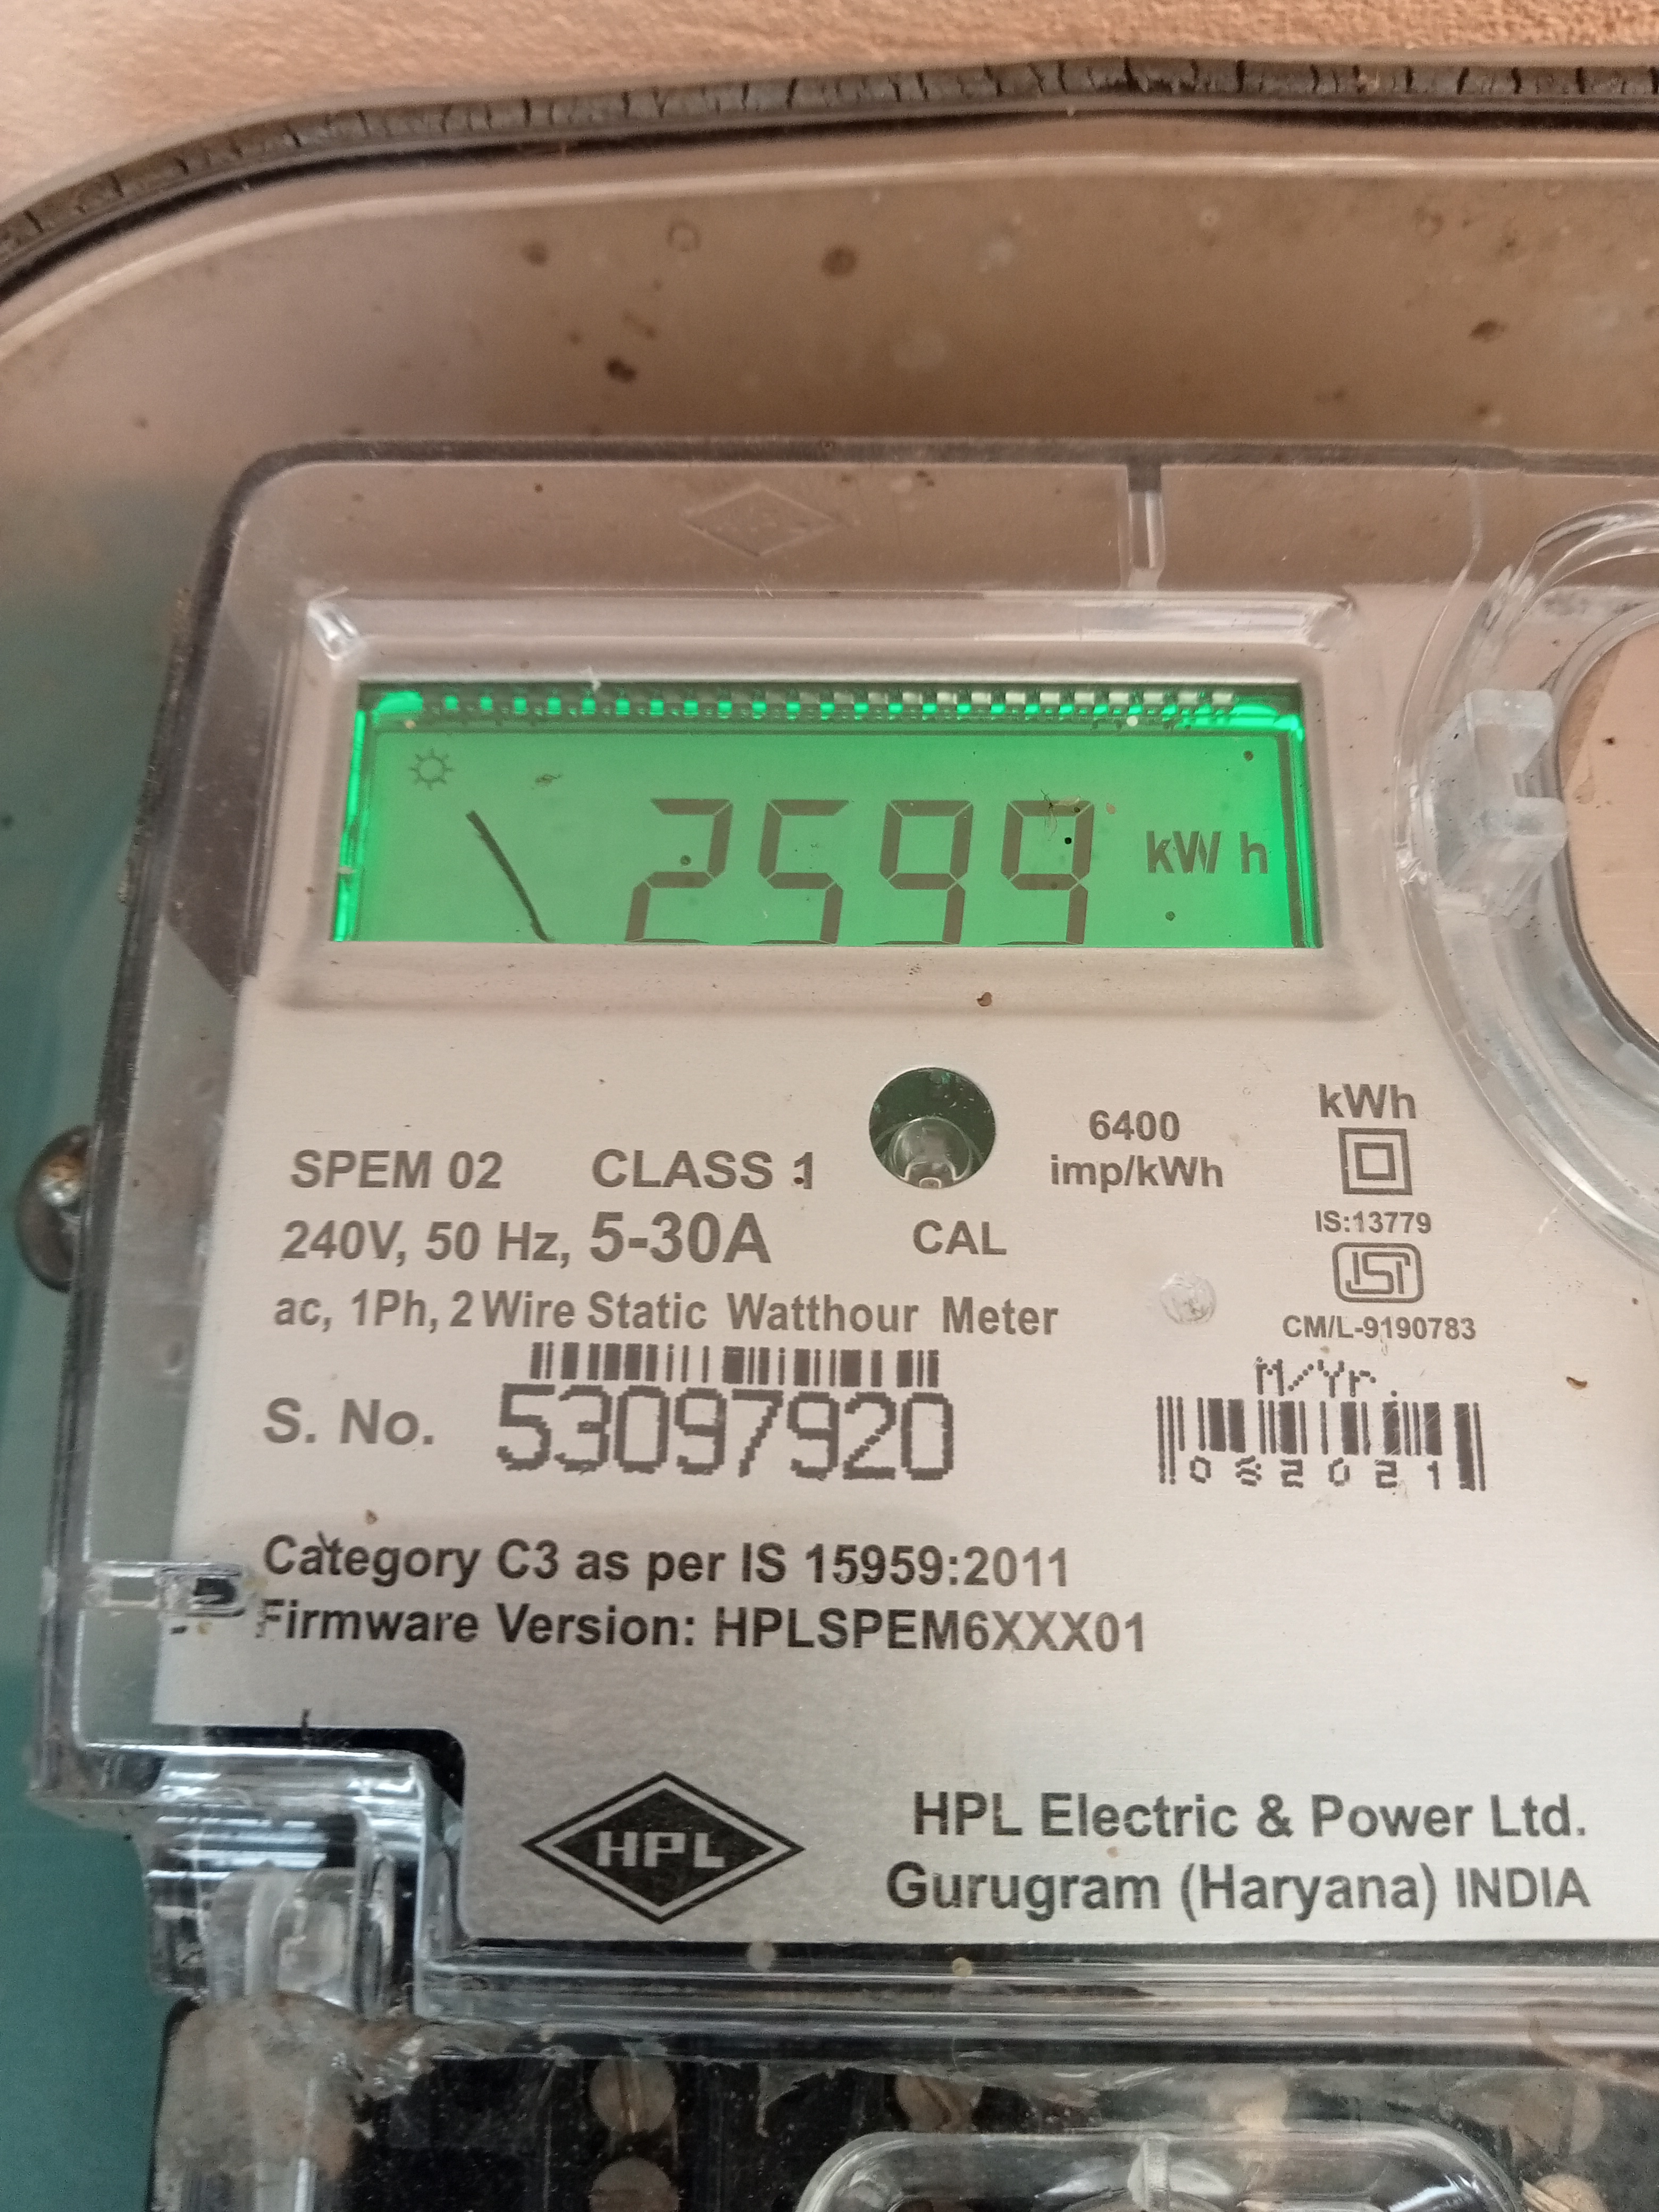 2599 kWh
6400
imp/kWh
kWh
SPEM 02 CLASS 1
240V, 50 Hz, 5-30A
CAL
IS:13779
ISI
ac, 1Ph, 2 Wire Static Watthour Meter
CM/L-9190783
M/Yr.
S. No. 53097920
082021
Category C3 as per IS 15959:2011
Firmware Version: HPLSPEM6XXX01
HPL
HPL Electric & Power Ltd.
Gurugram (Haryana) INDIA